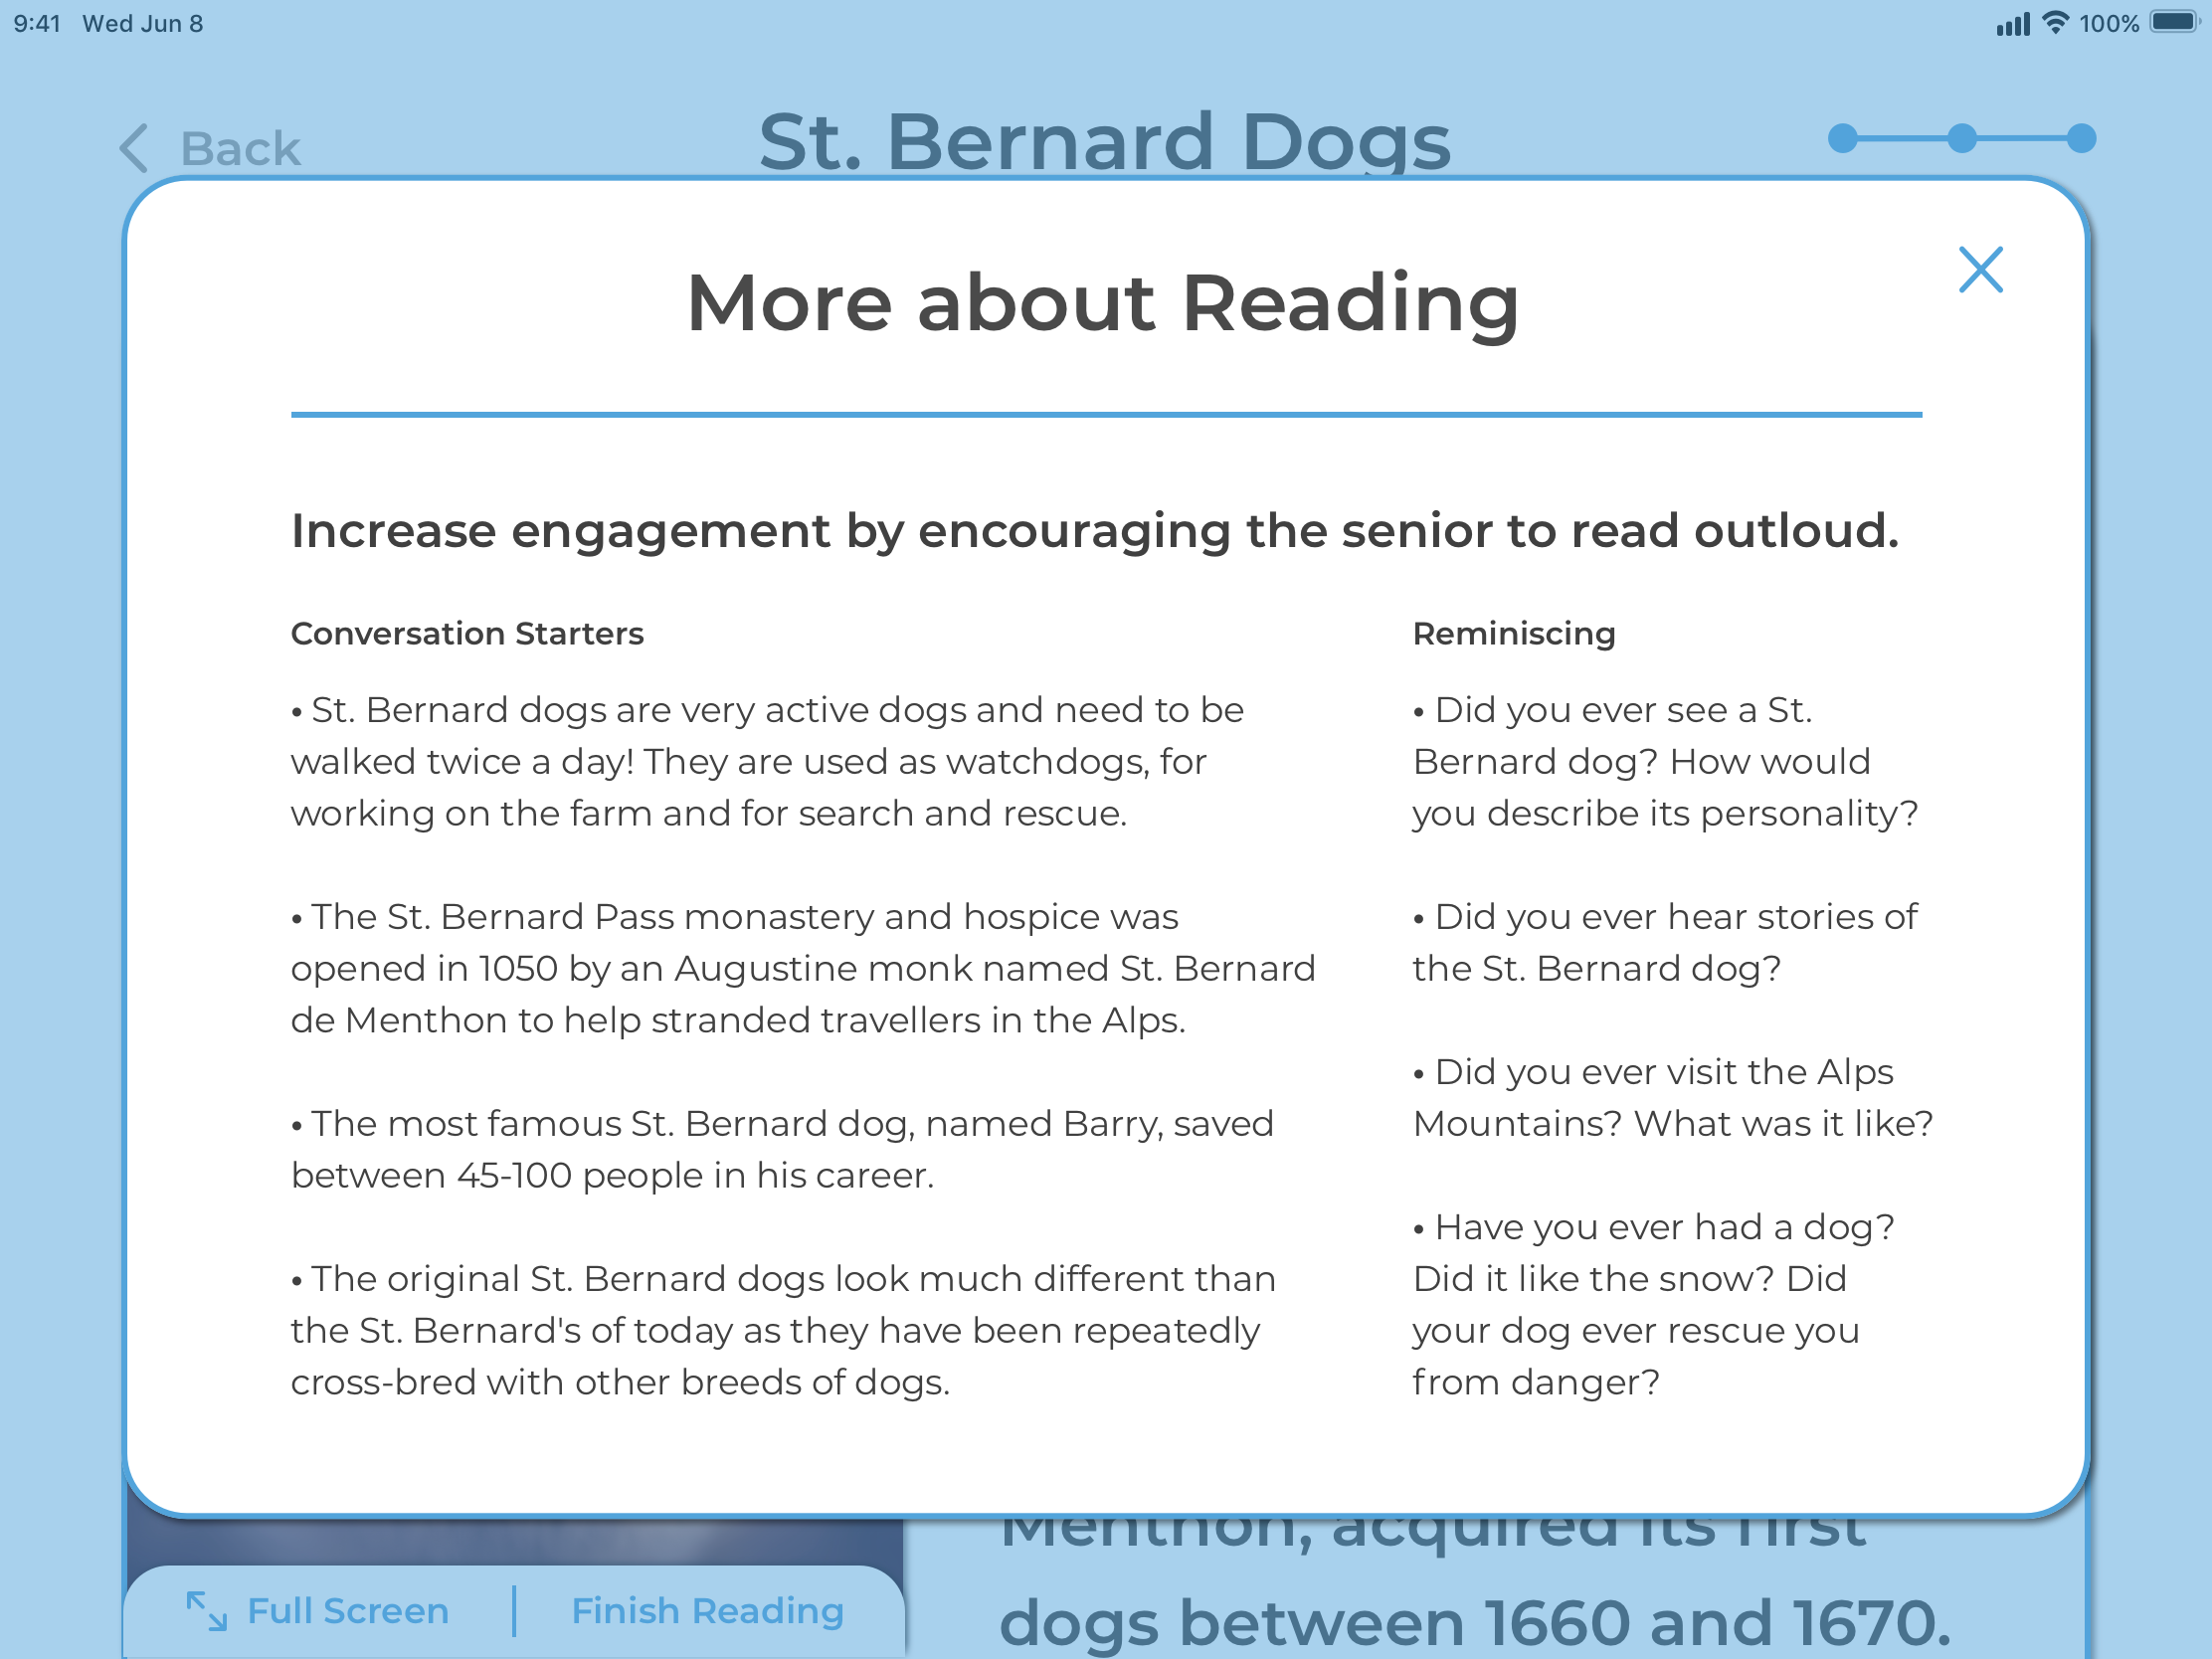 9:41 Wed Jun 8
100%
Back
St. Bernard Dogs
More about Reading
Increase engagement by encouraging the senior to read outloud.
Conversation Starters
• St. Bernard dogs are very active dogs and need to be
walked twice a day! They are used as watchdogs, for
working on the farm and for search and rescue.
• The St. Bernard Pass monastery and hospice was
opened in 1050 by an Augustine monk named St. Bernard
de Menthon to help stranded travellers in the Alps.
• The most famous St. Bernard dog, named Barry, saved
between 45-100 people in his career.
• The original St. Bernard dogs look much different than
the St. Bernard's of today as they have been repeatedly
cross-bred with other breeds of dogs.
Reminiscing
• Did you ever see a St.
Bernard dog? How would
you describe its personality?
• Did you ever hear stories of
the St. Bernard dog?
• Did you ever visit the Alps
Mountains? What was it like?
• Have you ever had a dog?
Did it like the snow? Did
your dog ever rescue you
from danger?
Menthon, acquired its first
dogs between 1660 and 1670.
Full Screen
Finish Reading